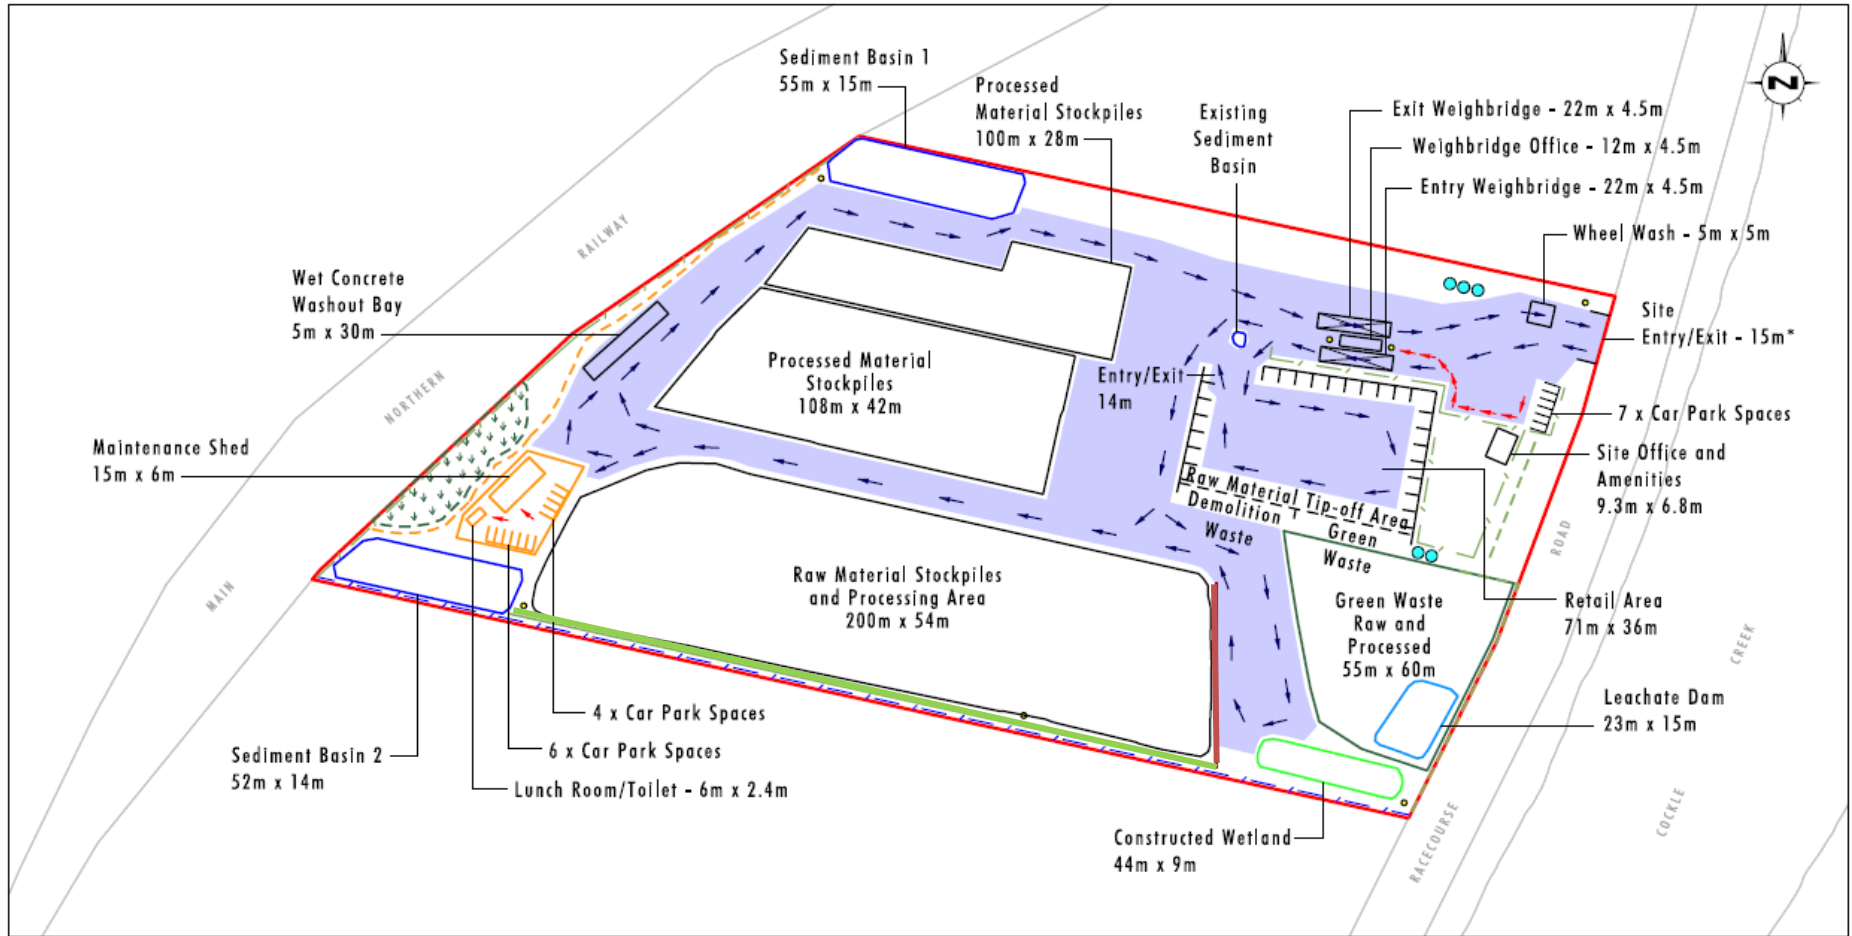 Sediment Basin 1
55m x 15m
Processed
Material Stockpiles
100m x 28m
Existing
Sediment
Basin
Exit Weighbridge - 22m x 4.5m
Weighbridge Office - 12m x 4.5m
Entry Weighbridge - 22m x 4.5m
N
Wheel Wash - 5m x 5m
RAILWAY
Wet Concrete
Washout Bay
5m x 30m
Site
Entry/Exit - 15m*
NORTHERN
Processed Material
Stockpiles
108m x 42m
Entry/Exit
14m
7 x Car Park Spaces
Maintenance Shed
15m x 6m
Site Office and
Amenities
9.3m x 6.8m
Raw Material Tip-off Area
Demolition
Waste
Green
Waste
ROAD
MAIN
Raw Material Stockpiles
and Processing Area
200m x 54m
Green Waste
Raw and
Processed
55m x 60m
Retail Area
71m x 36m
CREEK
4 x Car Park Spaces
Leachate Dam
23m x 15m
6 x Car Park Spaces
Sediment Basin 2
52m x 14m
Lunch Room/Toilet - 6m x 2.4m
COCKLE
RACECOURSE
Constructed Wetland
44m x 9m